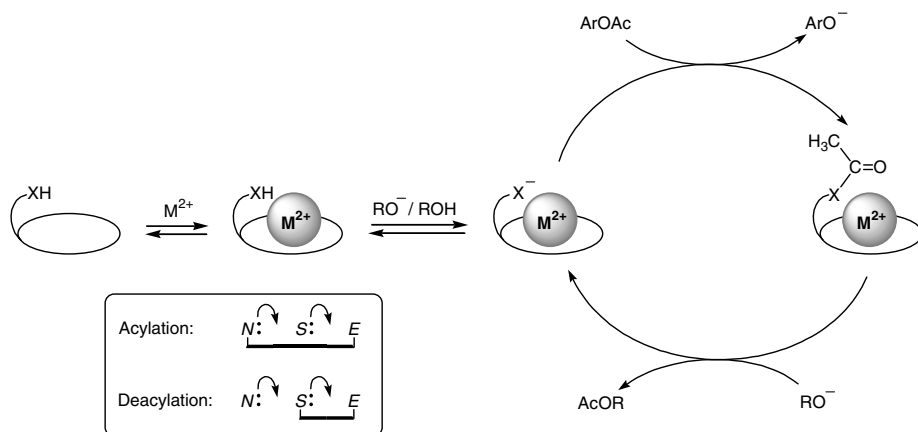 ArOAc
ArO⁻
H₃C
C=O
X
M²⁺
XH
M²⁺
XH
M²⁺
RO⁻ / ROH
X⁻
M²⁺
Acylation: N: S: E
Deacylation: N: S: E
AcOR
RO⁻